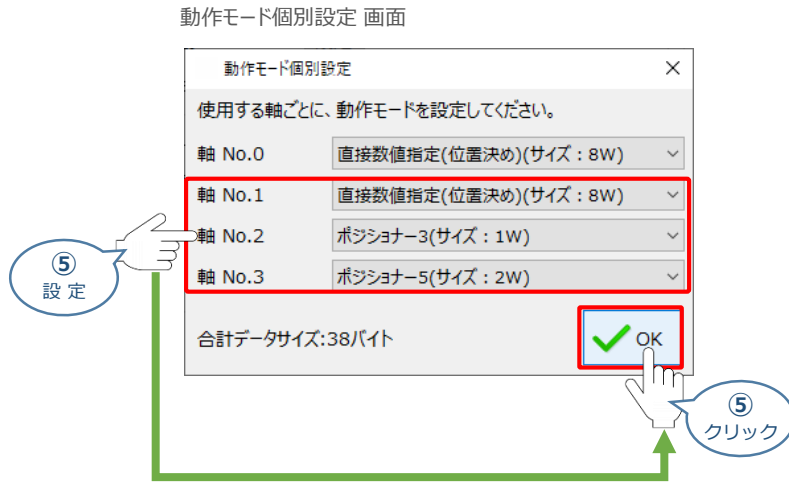 動作モード個別設定 画面
動作モード個別設定
使用する軸ごとに、動作モードを設定してください。
軸 No.0 直接数値指定(位置決め)(サイズ：8W)
軸 No.1 直接数値指定(位置決め)(サイズ：8W)
軸 No.2 ポジショナー3(サイズ：1W)
軸 No.3 ポジショナー5(サイズ：2W)
⑤
設 定
合計データサイズ:38バイト
OK
⑤
クリック